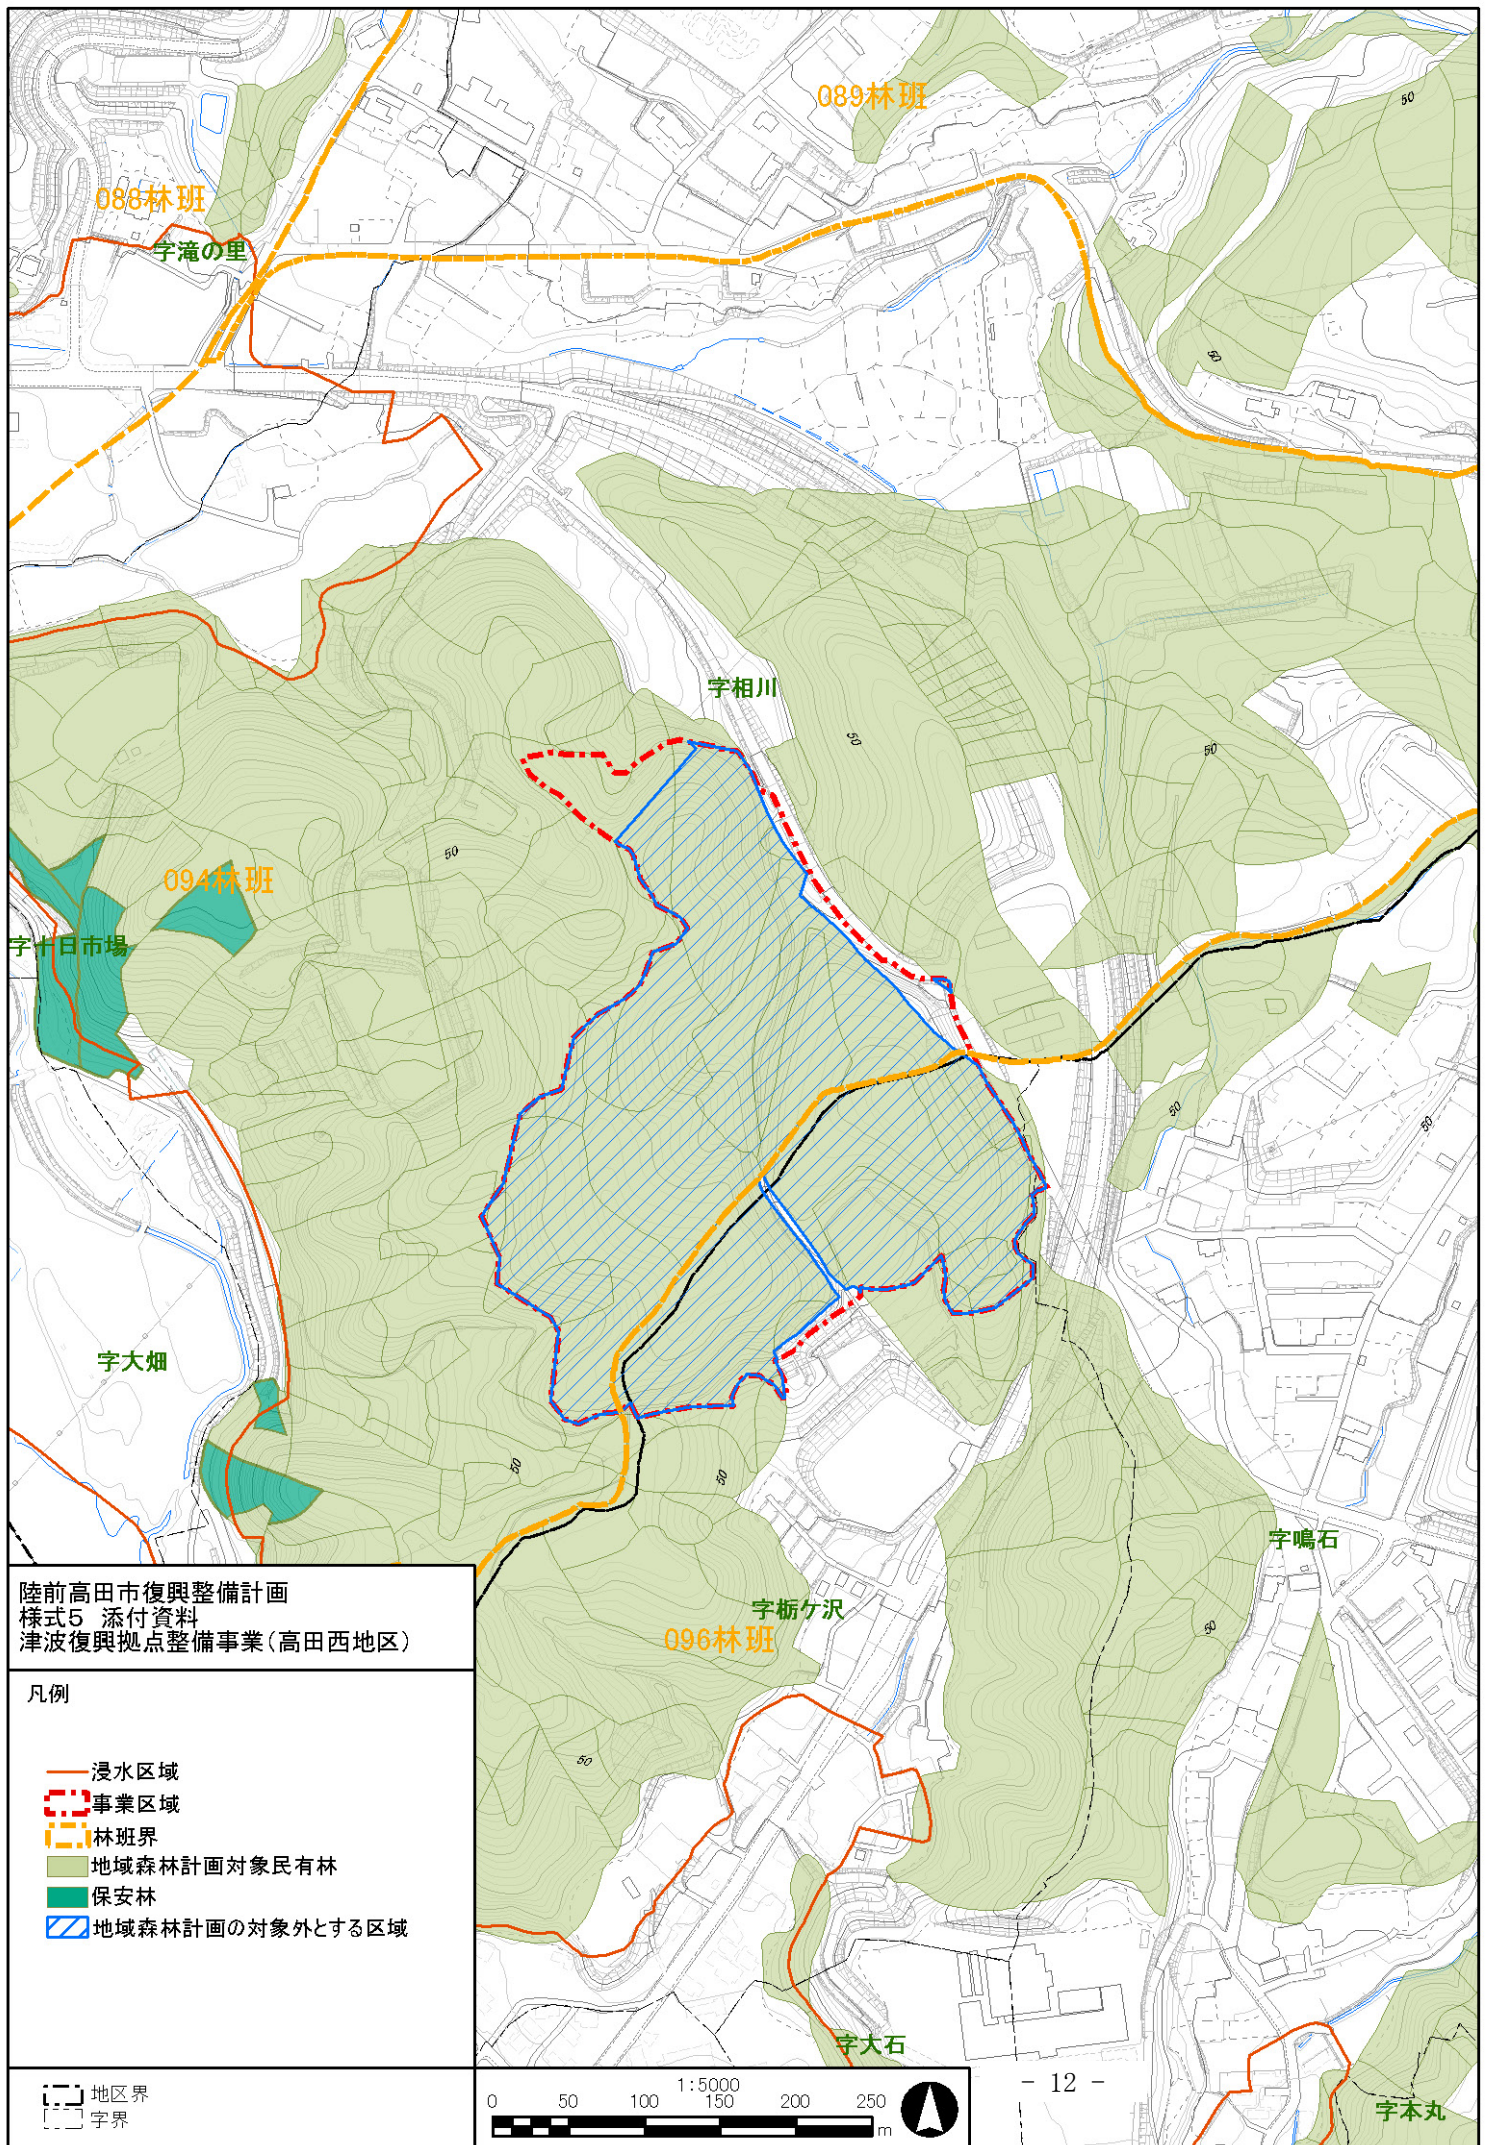 089林班
50
088林班
字滝の里
50
字相川
50
50
50
094林班
字十日市場
50
50
字大畑
50
50
字鳴石
字栃ケ沢
096林班
50
50
陸前高田市復興整備計画
様式5 添付資料
津波復興拠点整備事業(高田西地区)
凡例
浸水区域
事業区域
林班界
地域森林計画対象民有林
保安林
地域森林計画の対象外とする区域
字大石
地区界
字界
1:5000
0 50 100 150 200 250
m
- 12 -
字本丸